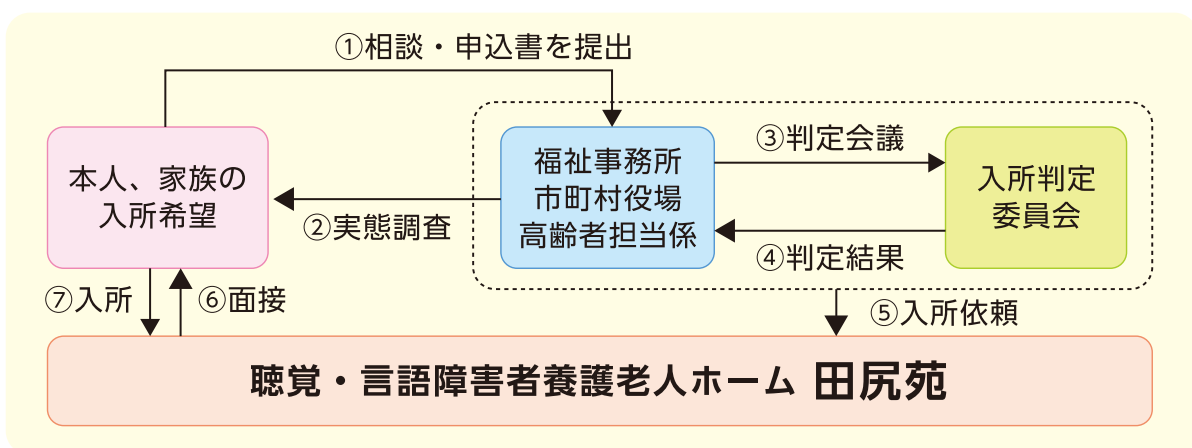 ①相談・申込書を提出
本人、家族の
入所希望
②実態調査
福祉事務所
市町村役場
高齢者担当係
③判定会議
④判定結果
入所判定
委員会
⑦入所
⑥面接
⑤入所依頼
聴覚・言語障害者養護老人ホーム 田尻苑